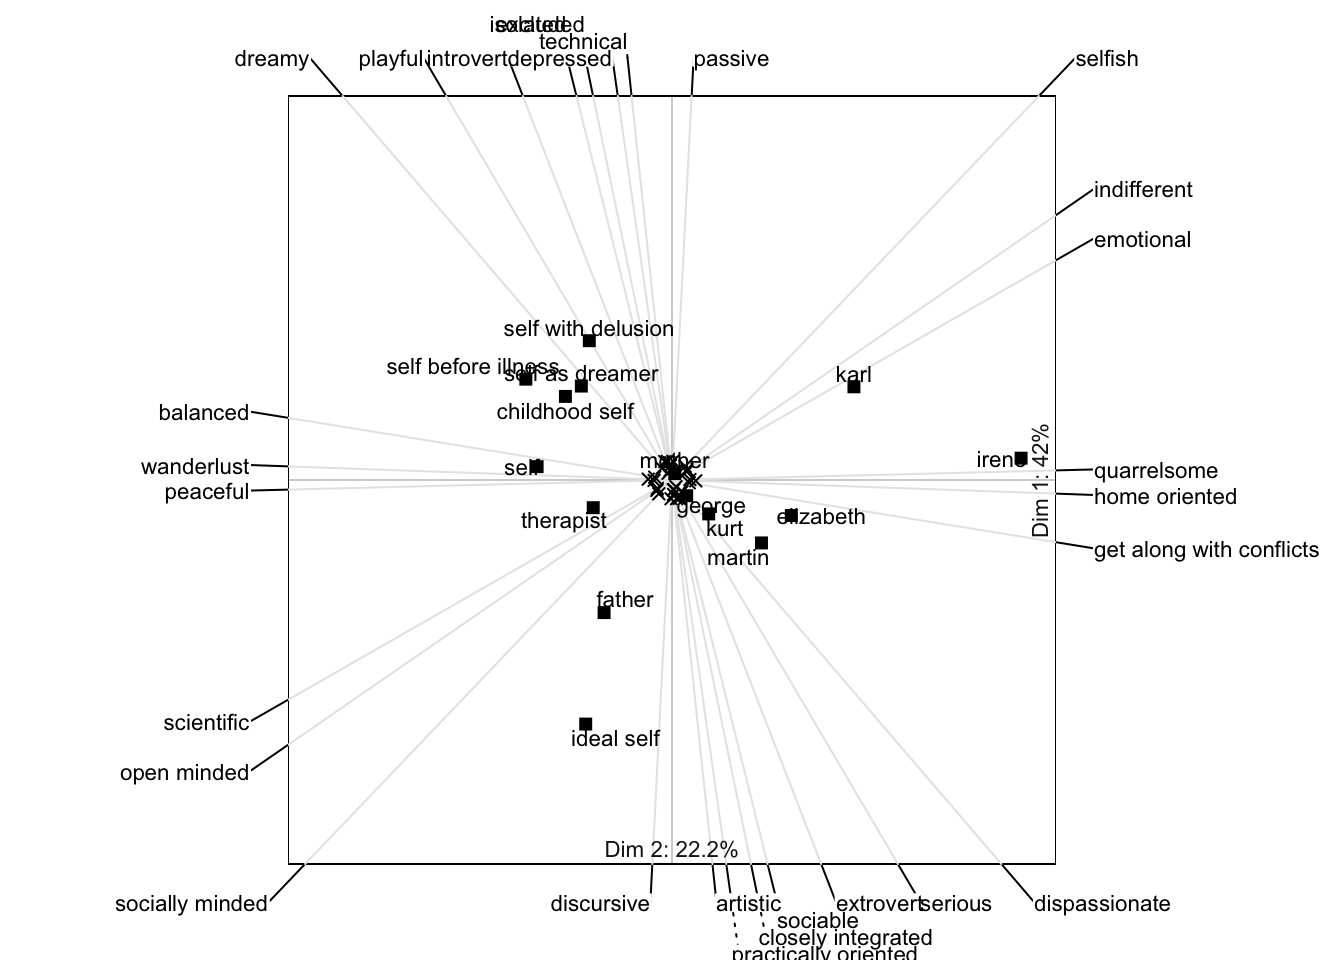 isolated
excluded
technical
dreamy
playful
introvert
depressed
passive
selfish
indifferent
emotional
self with delusion
self before illness
self as dreamer
karl
childhood self
balanced
mother
irene
self
wanderlust
quarrelsome
peaceful
home oriented
Dim 1: 42%
george
elizabeth
therapist
kurt
get along with conflicts
martin
father
scientific
ideal self
open minded
Dim 2: 22.2%
socially minded
discursive
artistic
extrovert
serious
dispassionate
sociable
closely integrated
practically oriented